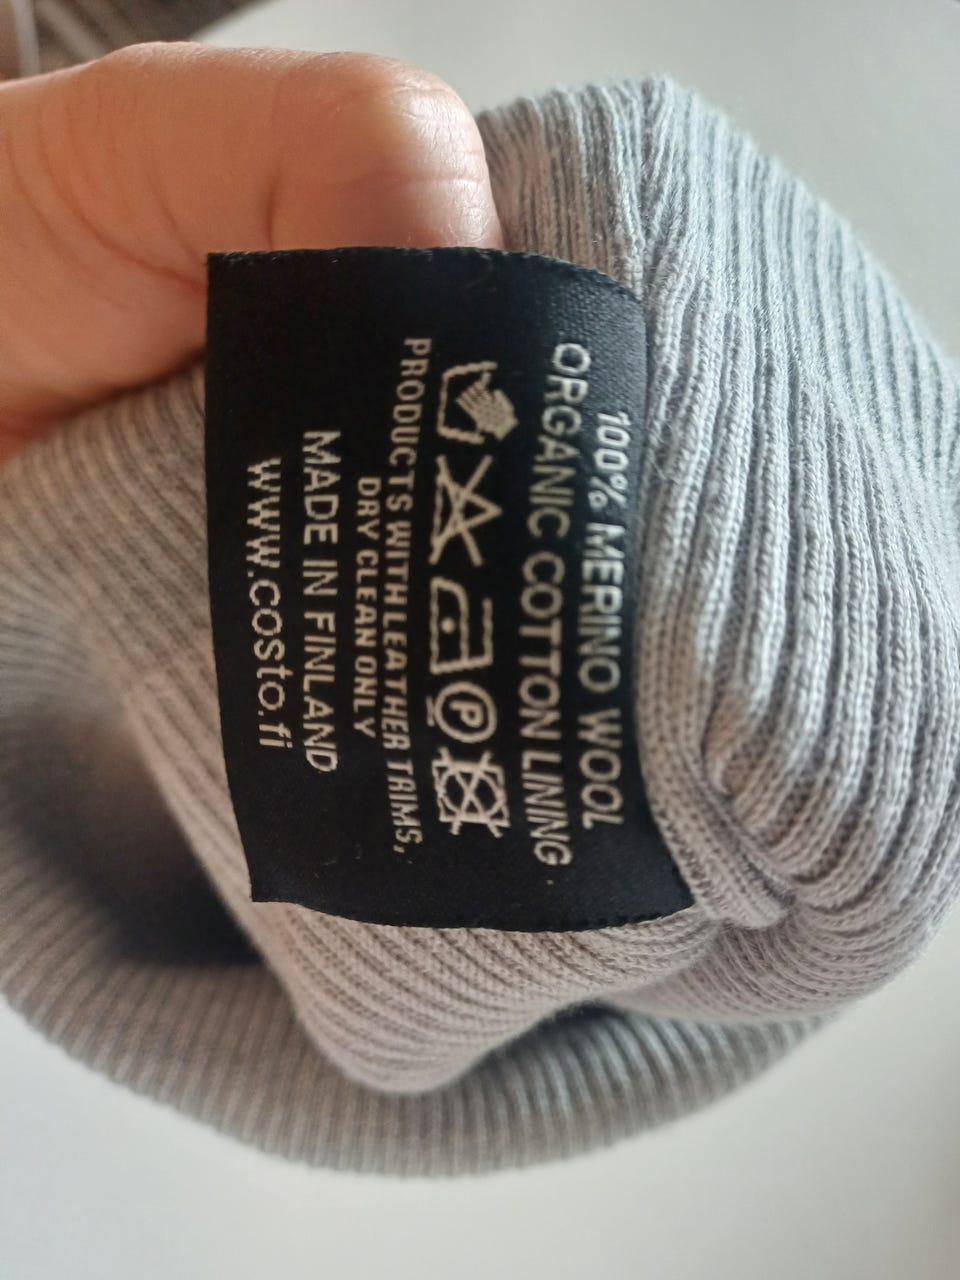 100% MERINO WOOL
ORGANIC COTTON LINING
P
PRODUCTS WITH LEATHER TRIMS,
DRY CLEAN ONLY
MADE IN FINLAND
www.costo.fi